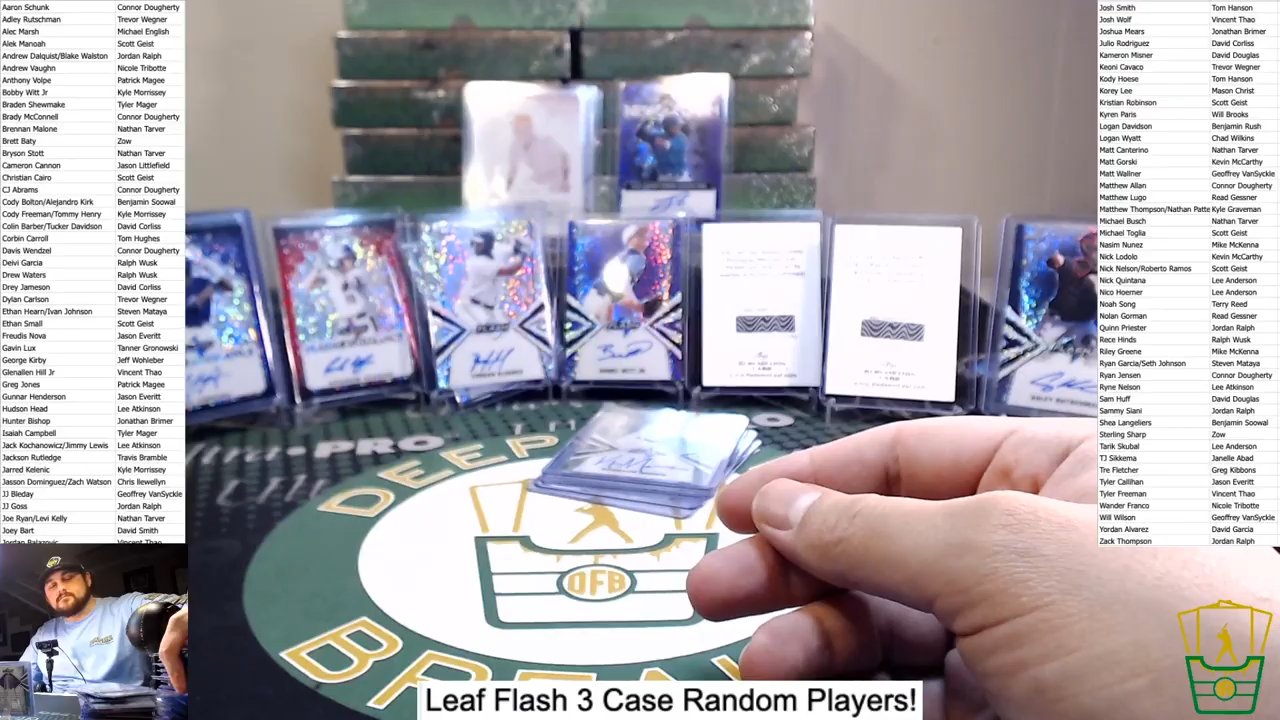 Aaron Schunk Connor Dougherty
Adley Rutschman Trevor Wegner
Alec Marsh Michael English
Alek Manoah Scott Geist
Andrew Dalquist/Blake Walston Jordan Ralph
Andrew Vaughn Nicole Tribotte
Anthony Volpe Patrick Magee
Bobby Witt Jr Kyle Morrissey
Braden Shewmake Tyler Mager
Brady McConnell Connor Dougherty
Brennan Malone Nathan Tarver
Brett Baty Zow
Bryson Stott Nathan Tarver
Cameron Cannon Jason Littlefield
Christian Cairo Scott Geist
CJ Abrams Connor Dougherty
Cody Bolton/Alejandro Kirk Benjamin Soowal
Cody Freeman/Tommy Henry Kyle Morrissey
Colin Barber/Tucker Davidson David Corliss
Corbin Carroll Tom Hughes
Davis Wendzel Connor Dougherty
Deivi Garcia Ralph Wusk
Drew Waters Ralph Wusk
Drey Jameson David Corliss
Dylan Carlson Trevor Wegner
Ethan Hearn/Ivan Johnson Steven Mataya
Ethan Small Scott Geist
Freudis Nova Jason Everitt
Gavin Lux Tanner Gronowski
George Kirby Jeff Wohleber
Glenallen Hill Jr Vincent Thao
Greg Jones Patrick Magee
Gunnar Henderson Jason Everitt
Hudson Head Lee Atkinson
Hunter Bishop Jonathan Brimer
Isaiah Campbell Tyler Mager
Jack Kochanowicz/Jimmy Lewis Lee Atkinson
Jackson Rutledge Travis Bramble
Jarred Kelenic Kyle Morrissey
Jasson Dominguez/Zach Watson Chris llewellyn
JJ Bleday Geoffrey VanSyckle
JJ Goss Jordan Ralph
Joe Ryan/Levi Kelly Nathan Tarver
Joey Bart David Smith
Jordan Balazovic Vincent Thao
Josh Smith Tom Hanson
Josh Wolf Vincent Thao
Joshua Mears Jonathan Brimer
Julio Rodriguez David Corliss
Kameron Misner David Douglas
Keoni Cavaco Trevor Wegner
Kody Hoese Tom Hanson
Korey Lee Mason Christ
Kristian Robinson Scott Geist
Kyren Paris Will Brooks
Logan Davidson Benjamin Rush
Logan Wyatt Chad Wilkins
Matt Canterino Nathan Tarver
Matt Gorski Kevin McCarthy
Matt Wallner Geoffrey VanSyckle
Matthew Allan Connor Dougherty
Matthew Lugo Read Gessner
Matthew Thompson/Nathan Patte Kyle Graveman
Michael Busch Nathan Tarver
Michael Toglia Scott Geist
Nasim Nunez Mike McKenna
Nick Lodolo Kevin McCarthy
Nick Nelson/Roberto Ramos Scott Geist
Nick Quintana Lee Anderson
Nico Hoerner Lee Anderson
Noah Song Terry Reed
Nolan Gorman Read Gessner
Quinn Priester Jordan Ralph
Rece Hinds Ralph Wusk
Riley Greene Mike McKenna
Ryan Garcia/Seth Johnson Steven Mataya
Ryan Jensen Connor Dougherty
Ryne Nelson Lee Atkinson
Sam Huff David Douglas
Sammy Siani Jordan Ralph
Shea Langeliers Benjamin Soowal
Sterling Sharp Zow
Tarik Skubal Lee Anderson
TJ Sikkema Janelle Abad
Tre Fletcher Greg Kibbons
Tyler Callihan Jason Everitt
Tyler Freeman Vincent Thao
Wander Franco Nicole Tribotte
Will Wilson Geoffrey VanSyckle
Yordan Alvarez David Garcia
Zack Thompson Jordan Ralph
DEEP
DFB
Leaf Flash 3 Case Random Players!